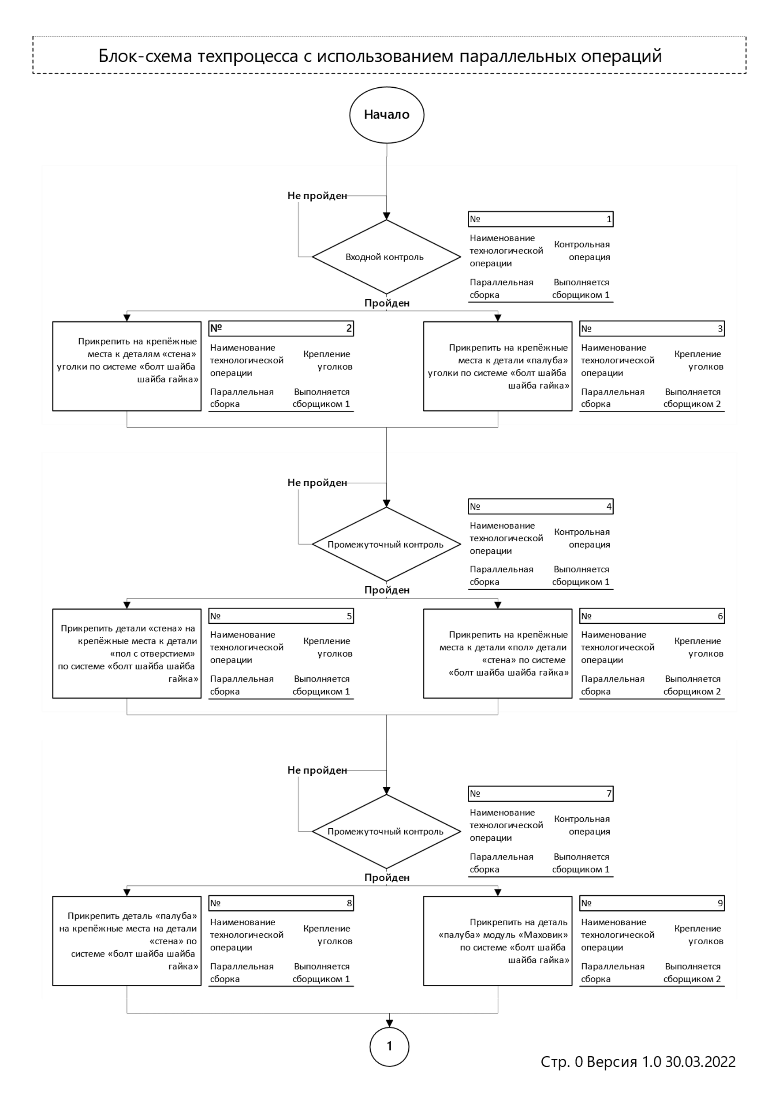 Блок-схема техпроцесса с использованием параллельных операций
Начало
Не пройден
Входной контроль
№ 1
Наименование
технологической
операции
Контрольная
операция
Параллельная
сборка
Выполняется
сборщиком 1
Пройден
Прикрепить на крепёжные
места к деталям «стена»
уголки по системе «болт шайба
шайба гайка»
№ 2
Наименование
технологической
операции
Крепление
уголков
Параллельная
сборка
Выполняется
сборщиком 1
Прикрепить на крепёжные
места к детали «палуба»
уголки по системе «болт шайба
шайба гайка»
№ 3
Наименование
технологической
операции
Крепление
уголков
Параллельная
сборка
Выполняется
сборщиком 2
Не пройден
Промежуточный контроль
№ 4
Наименование
технологической
операции
Контрольная
операция
Параллельная
сборка
Выполняется
сборщиком 1
Пройден
Прикрепить детали «стена» на
крепёжные места к детали
«пол с отверстием»
по системе «болт шайба шайба
гайка»
№ 5
Наименование
технологической
операции
Крепление
уголков
Параллельная
сборка
Выполняется
сборщиком 1
Прикрепить на крепёжные
места к детали «пол» детали
«стена» по системе
«болт шайба шайба гайка»
№ 6
Наименование
технологической
операции
Крепление
уголков
Параллельная
сборка
Выполняется
сборщиком 2
Не пройден
Промежуточный контроль
№ 7
Наименование
технологической
операции
Контрольная
операция
Параллельная
сборка
Выполняется
сборщиком 1
Пройден
Прикрепить деталь «палуба»
на крепёжные места на детали
«стена» по
системе «болт шайба шайба
гайка»
№ 8
Наименование
технологической
операции
Крепление
уголков
Параллельная
сборка
Выполняется
сборщиком 1
Прикрепить на деталь
«палуба» модуль «Маховик»
по системе «болт шайба
шайба гайка»
№ 9
Наименование
технологической
операции
Крепление
уголков
Параллельная
сборка
Выполняется
сборщиком 2
1
Стр. 0 Версия 1.0 30.03.2022